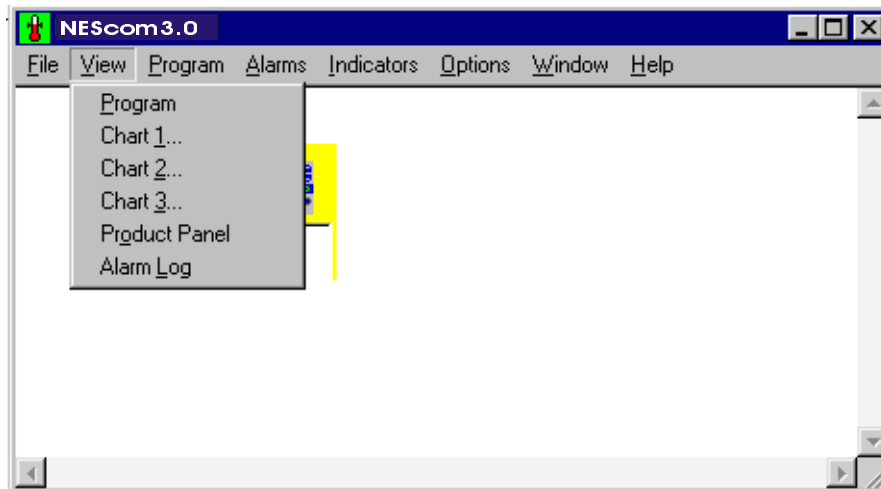 NEScom3.0
File View Program Alarms Indicators Options Window Help
Program
Chart 1...
Chart 2...
Chart 3...
Product Panel
Alarm Log